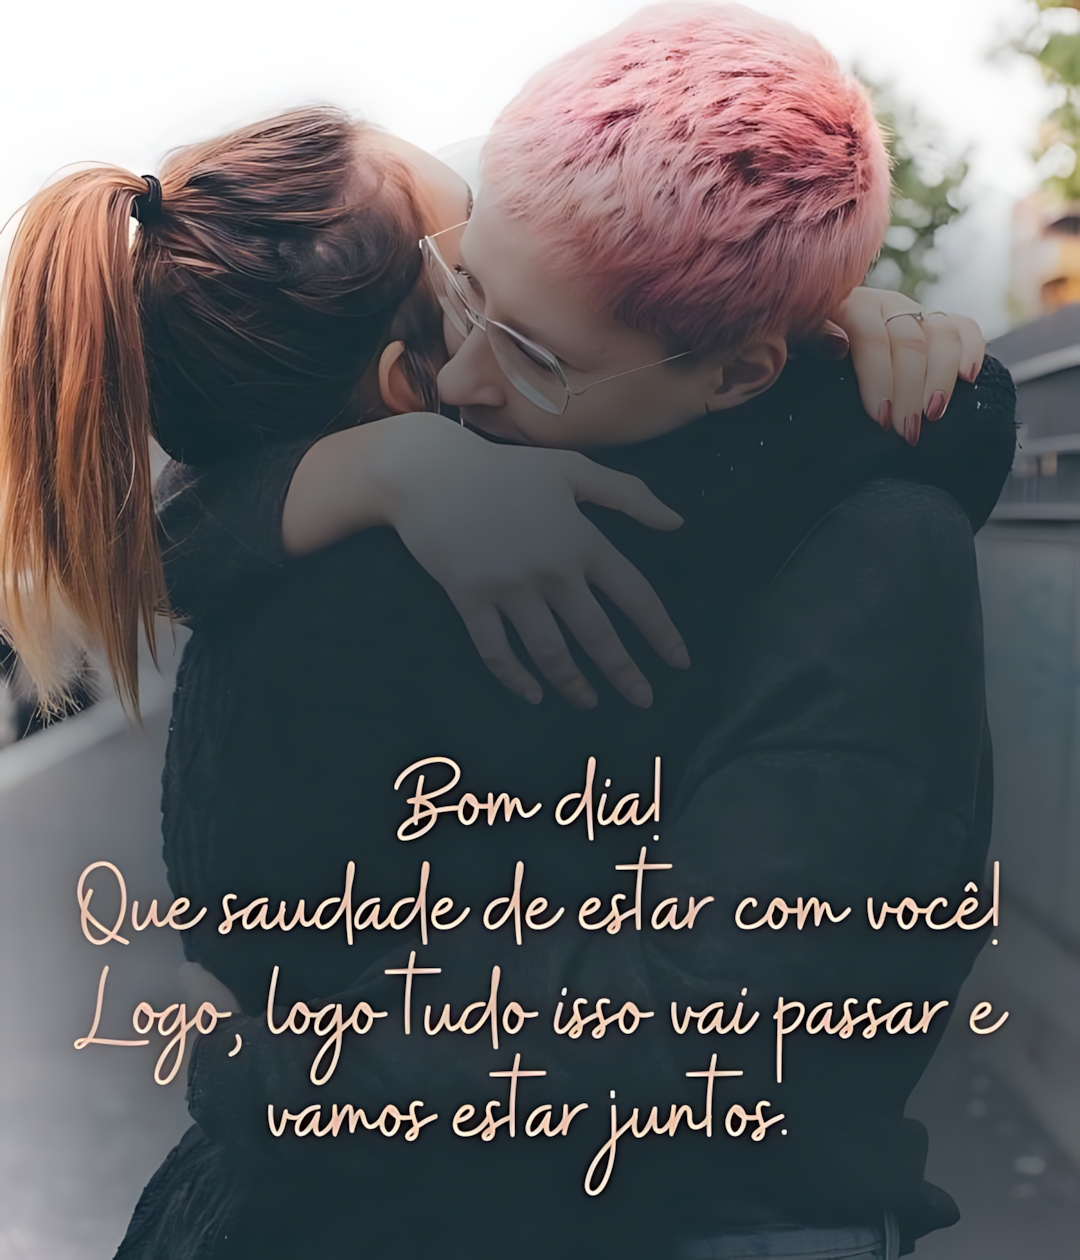 Bom dia!
Que saudade de estar com você!
Logo, logo tudo isso vai passar e
vamos estar juntos.